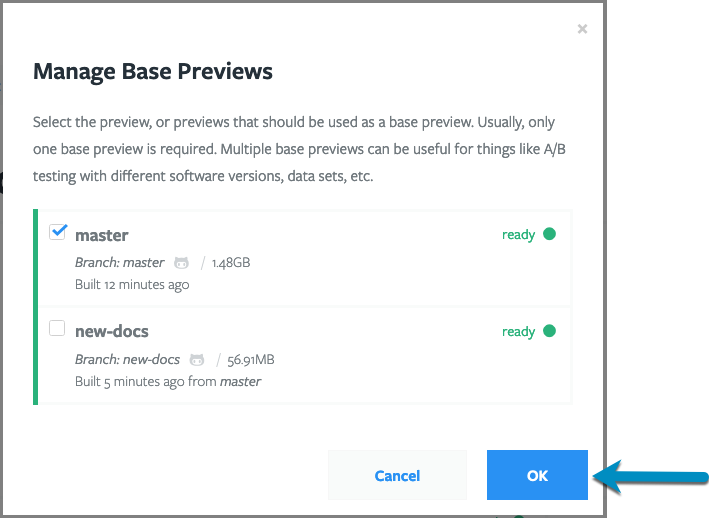 ×
Manage Base Previews
Select the preview, or previews that should be used as a base preview. Usually, only
one base preview is required. Multiple base previews can be useful for things like A/B
testing with different software versions, data sets, etc.
master ready
Branch: master / 1.48GB
Built 12 minutes ago
new-docs ready
Branch: new-docs / 56.91MB
Built 5 minutes ago from master
Cancel OK